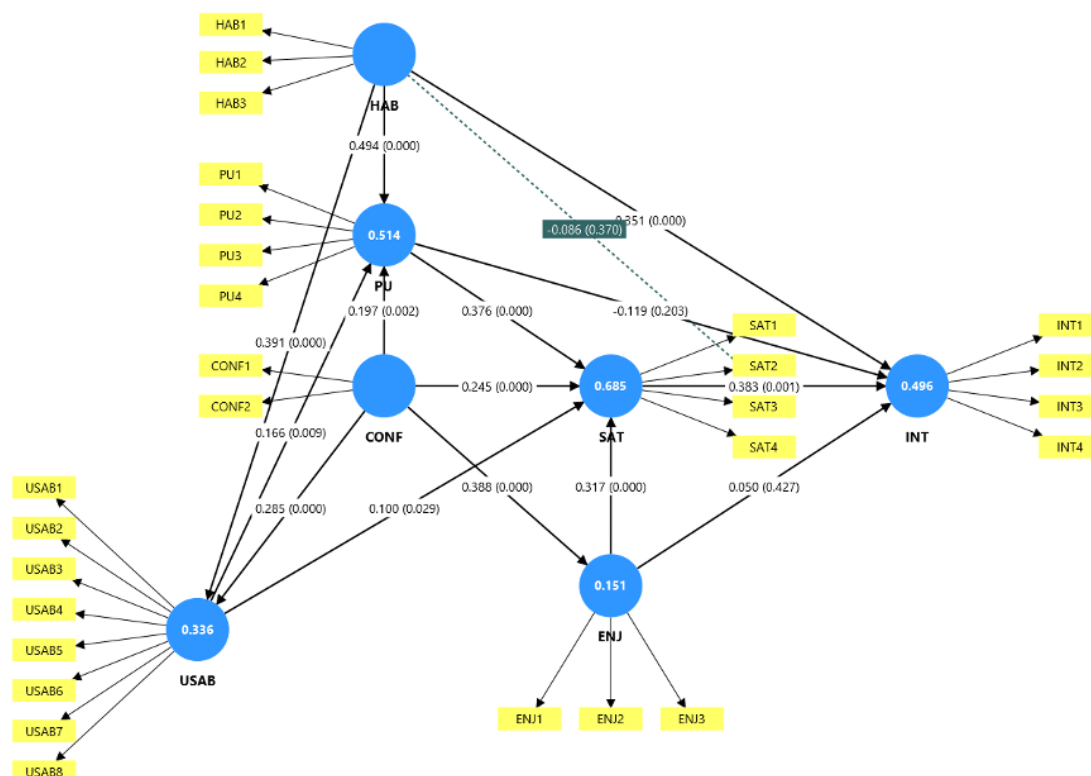 HAB1
HAB2
HAB3
HAB
0.494 (0.000)
PU1
PU2
PU3
PU4
0.514
PU
0.351 (0.000)
-0.086 (0.370)
0.197 (0.002)
0.376 (0.000)
-0.119 (0.203)
0.391 (0.000)
CONF1
CONF2
CONF
0.245 (0.000)
0.685
SAT
SAT1
SAT2
SAT3
SAT4
0.383 (0.001)
0.496
INT
INT1
INT2
INT3
INT4
0.166 (0.009)
0.285 (0.000)
0.100 (0.029)
0.388 (0.000)
0.317 (0.000)
0.050 (0.427)
USAB1
USAB2
USAB3
USAB4
USAB5
USAB6
USAB7
USAB8
0.336
USAB
0.151
ENJ
ENJ1
ENJ2
ENJ3